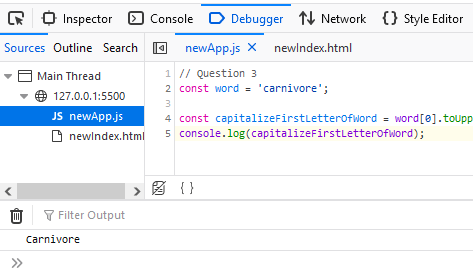 Inspector Console Debugger Network {} Style Editor
Sources Outline Search newApp.js × newIndex.html
Main Thread
127.0.0.1:5500
JS newApp.js
newIndex.html
1 // Question 3
2 const word = 'carnivore';
3
4 const capitalizeFirstLetterOfWord = word[0].toUpp
5 console.log(capitalizeFirstLetterOfWord);
{ }
Filter Output
Carnivore
>>